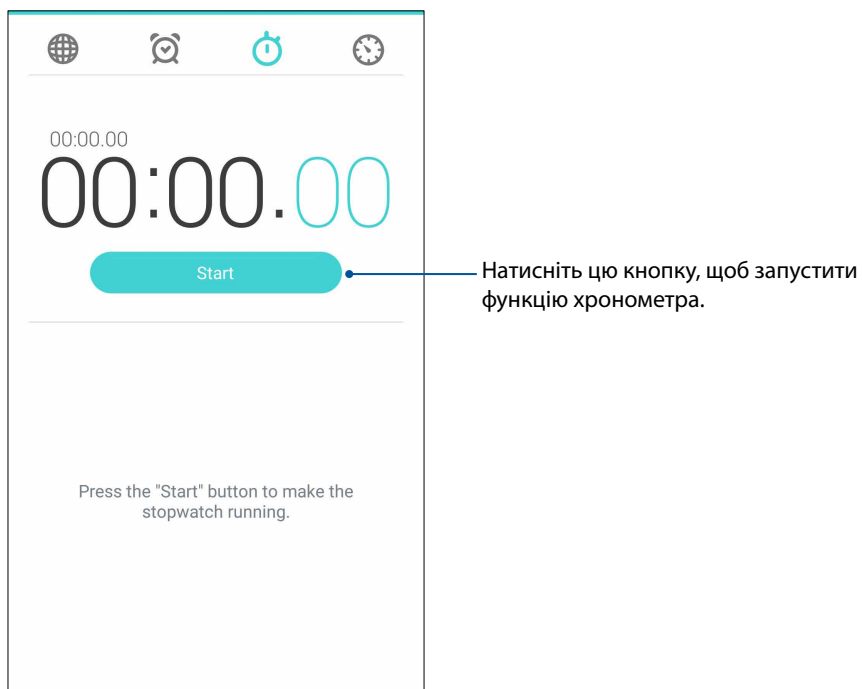 00:00.00
00:00.00
Start
Натисніть цю кнопку, щоб запустити
функцію хронометра.
Press the "Start" button to make the
stopwatch running.